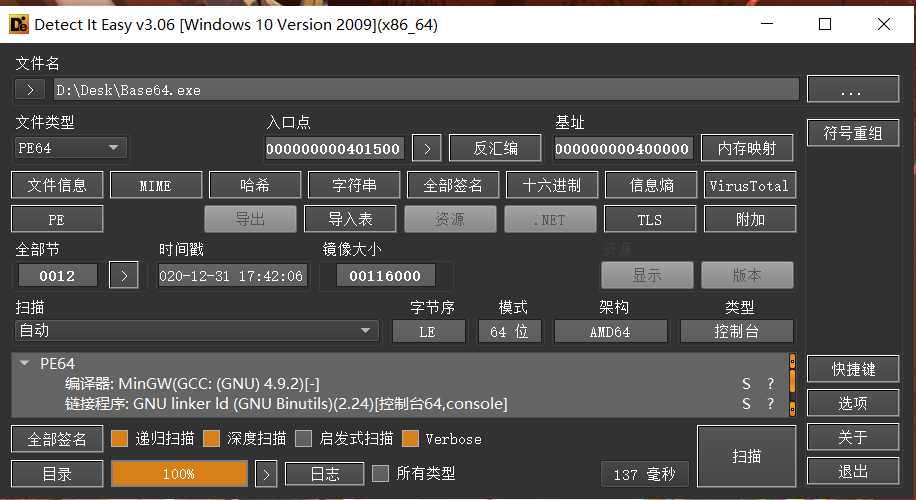 Detect It Easy v3.06 [Windows 10 Version 2009](x86_64)
文件名
> D:\Desk\Base64.exe ...
文件类型 入口点 基址 符号重组
PE64 000000000401500 > 反汇编 000000000400000 内存映射
文件信息 MIME 哈希 字符串 全部签名 十六进制 信息熵 VirusTotal
PE 导出 导入表 资源 .NET TLS 附加
全部节 时间戳 镜像大小 资源
0012 > 020-12-31 17:42:06 00116000 显示 版本
扫描 字节序 模式 架构 类型
自动 LE 64 位 AMD64 控制台
PE64
编译器: MinGW(GCC: (GNU) 4.9.2)[-] S ?
链接程序: GNU linker ld (GNU Binutils)(2.24)[控制台64,console] S ?
快捷键
选项
全部签名 递归扫描 深度扫描 启发式扫描 Verbose 扫描 关于
目录 100% > 日志 所有类型 137 毫秒 退出